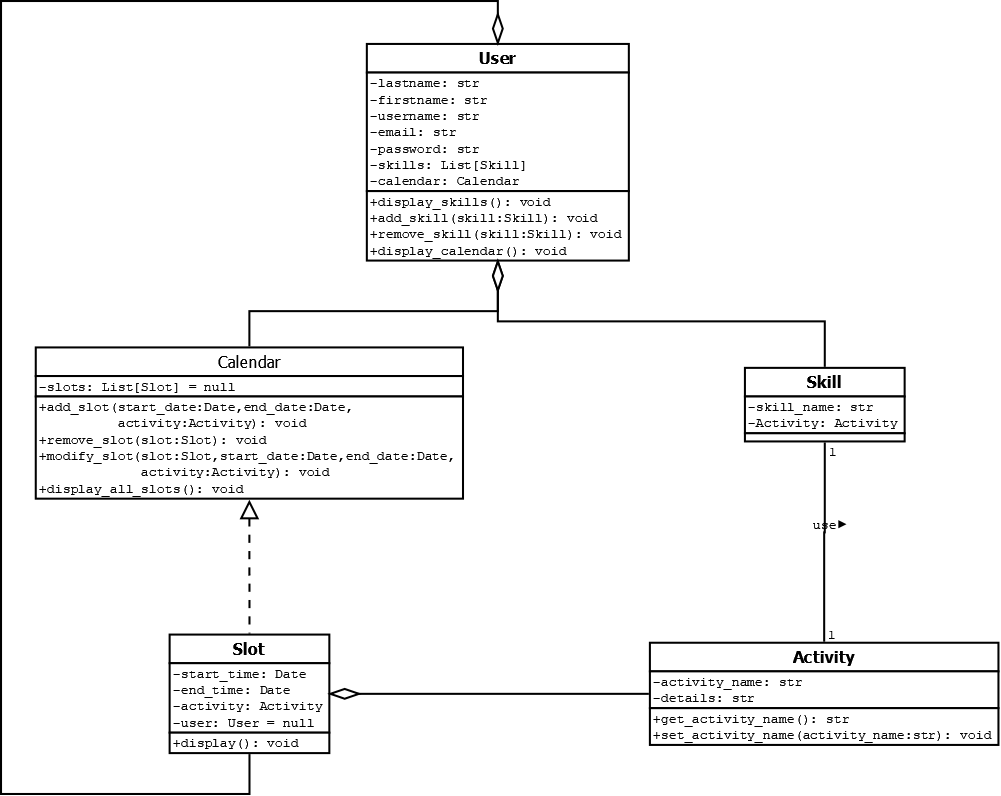 User
-lastname: str
-firstname: str
-username: str
-email: str
-password: str
-skills: List[Skill]
-calendar: Calendar
+display_skills(): void
+add_skill(skill:Skill): void
+remove_skill(skill:Skill): void
+display_calendar(): void
Calendar
-slots: List[Slot] = null
+add_slot(start_date:Date,end_date:Date,
activity:Activity): void
+remove_slot(slot:Slot): void
+modify_slot(slot:Slot,start_date:Date,end_date:Date,
activity:Activity): void
+display_all_slots(): void
Skill
-skill_name: str
-Activity: Activity
1
use
1
Slot
-start_time: Date
-end_time: Date
-activity: Activity
-user: User = null
+display(): void
Activity
-activity_name: str
-details: str
+get_activity_name(): str
+set_activity_name(activity_name:str): void